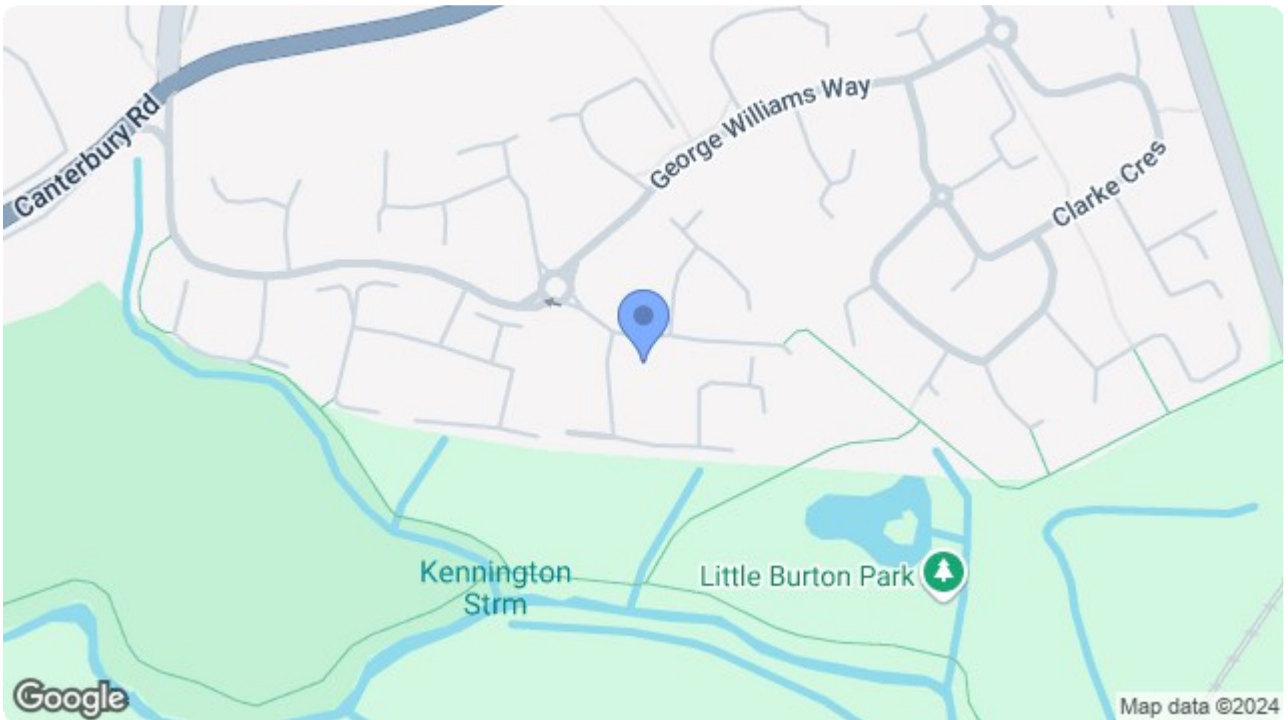 Canterbury Rd
George Williams Way
Clarke Cres
Kennington
Strm
Little Burton Park
Google
Map data ©2024